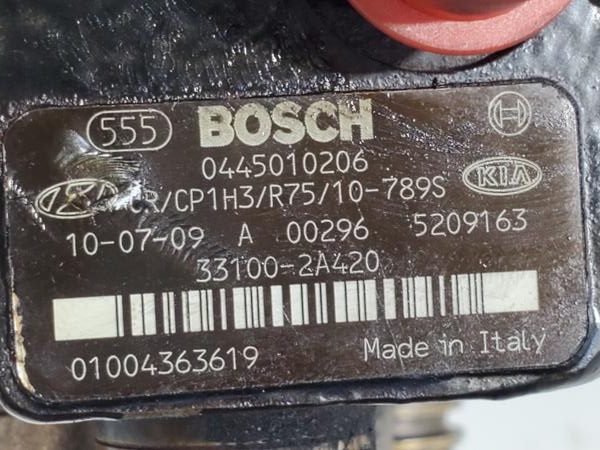 555 BOSCH
0445010206
CR/CP1H3/R75/10-789S KIA
10-07-09 A 00296 5209163
33100-2A420
01004363619 Made in Italy